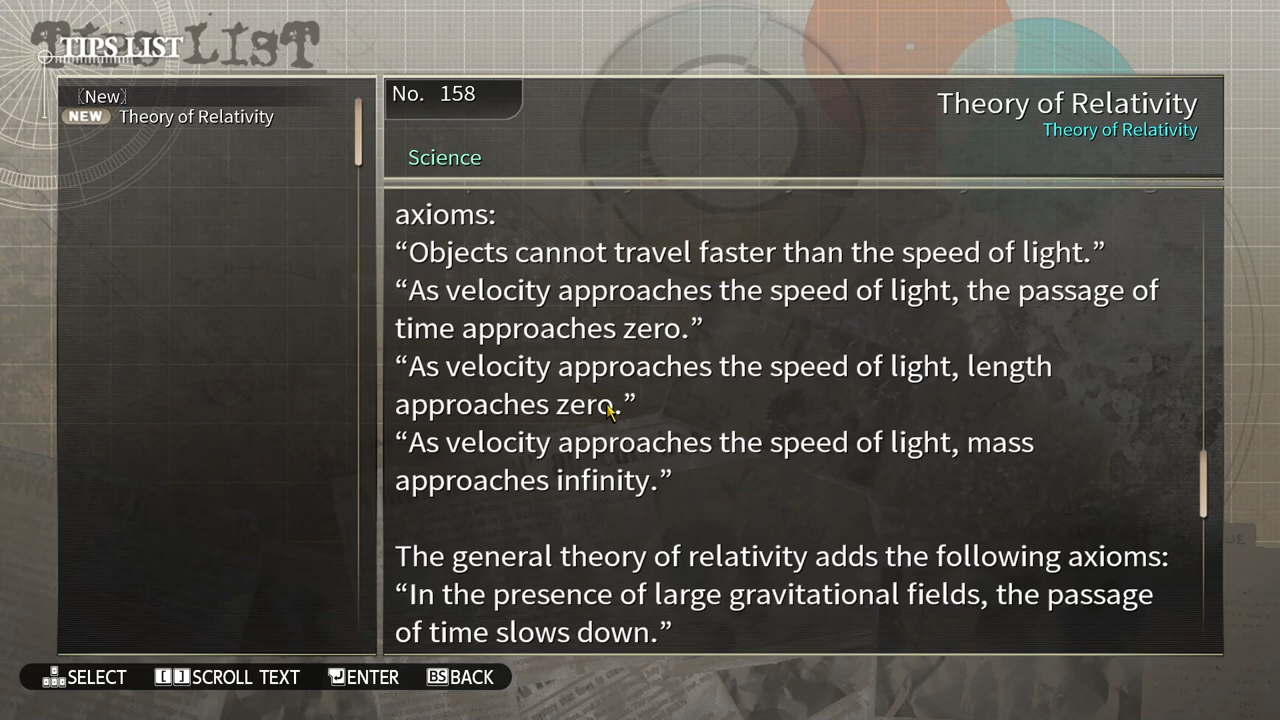 TIPS LIST
TIPS LIST
〖New〗
NEW Theory of Relativity
No. 158
Theory of Relativity
Theory of Relativity
Science
axioms:
“Objects cannot travel faster than the speed of light.”
“As velocity approaches the speed of light, the passage of
time approaches zero.”
“As velocity approaches the speed of light, length
approaches zero.”
“As velocity approaches the speed of light, mass
approaches infinity.”
The general theory of relativity adds the following axioms:
“In the presence of large gravitational fields, the passage
of time slows down.”
SELECT [ ] SCROLL TEXT ENTER BS BACK